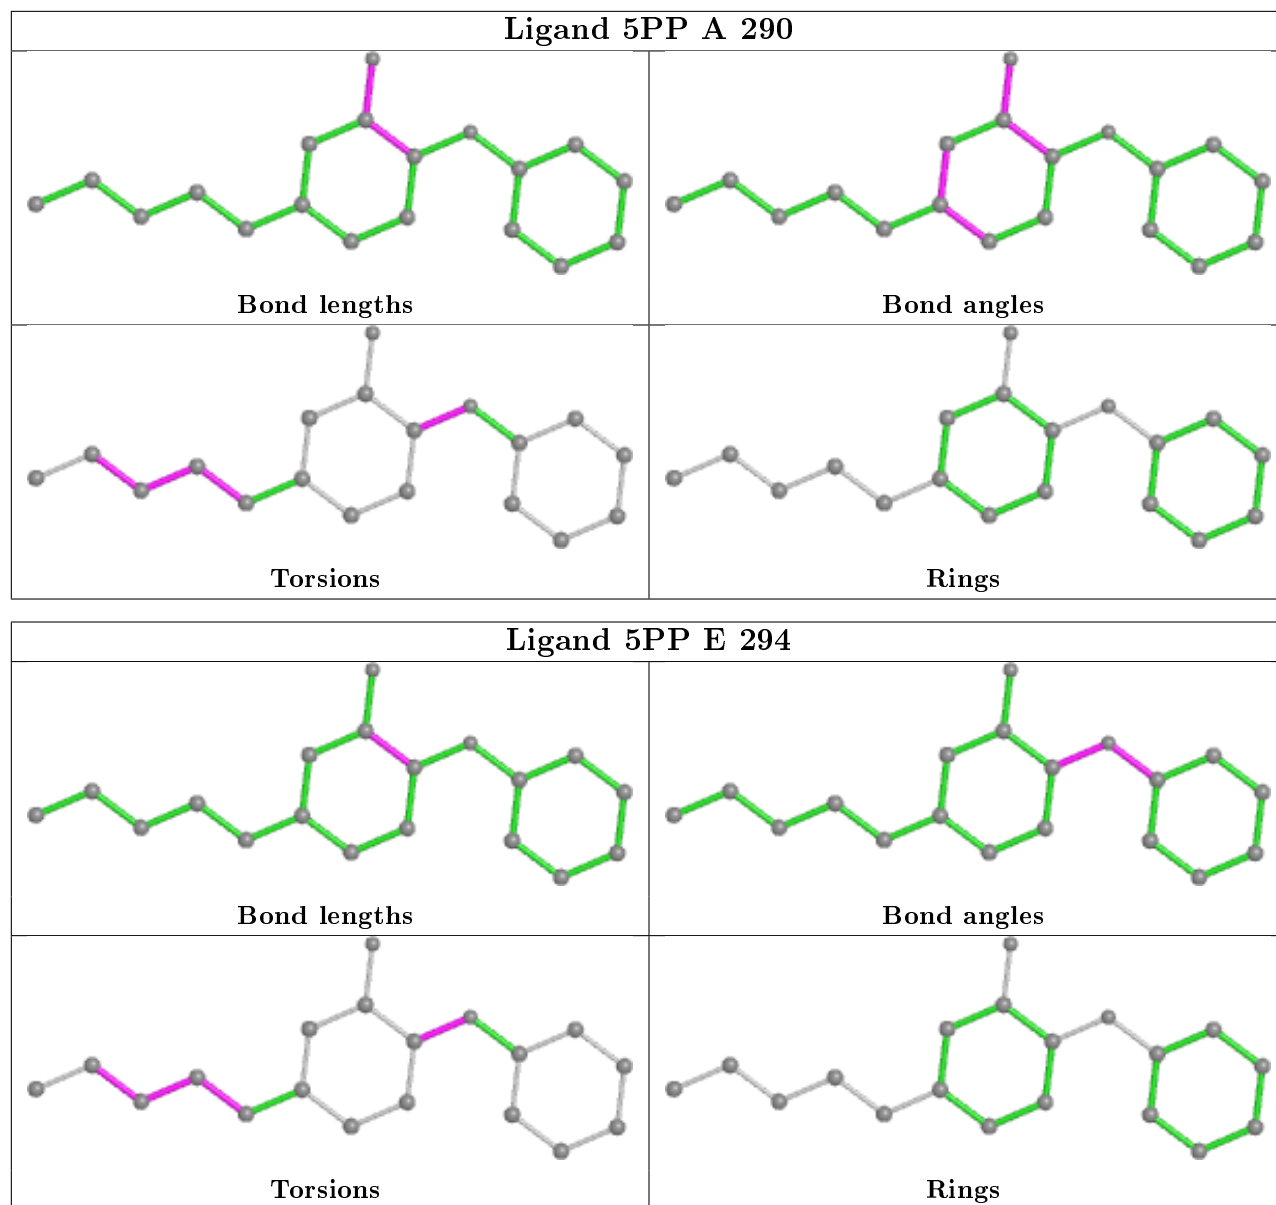 Ligand 5PP A 290
Bond lengths
Bond angles
Torsions
Rings
Ligand 5PP E 294
Bond lengths
Bond angles
Torsions
Rings